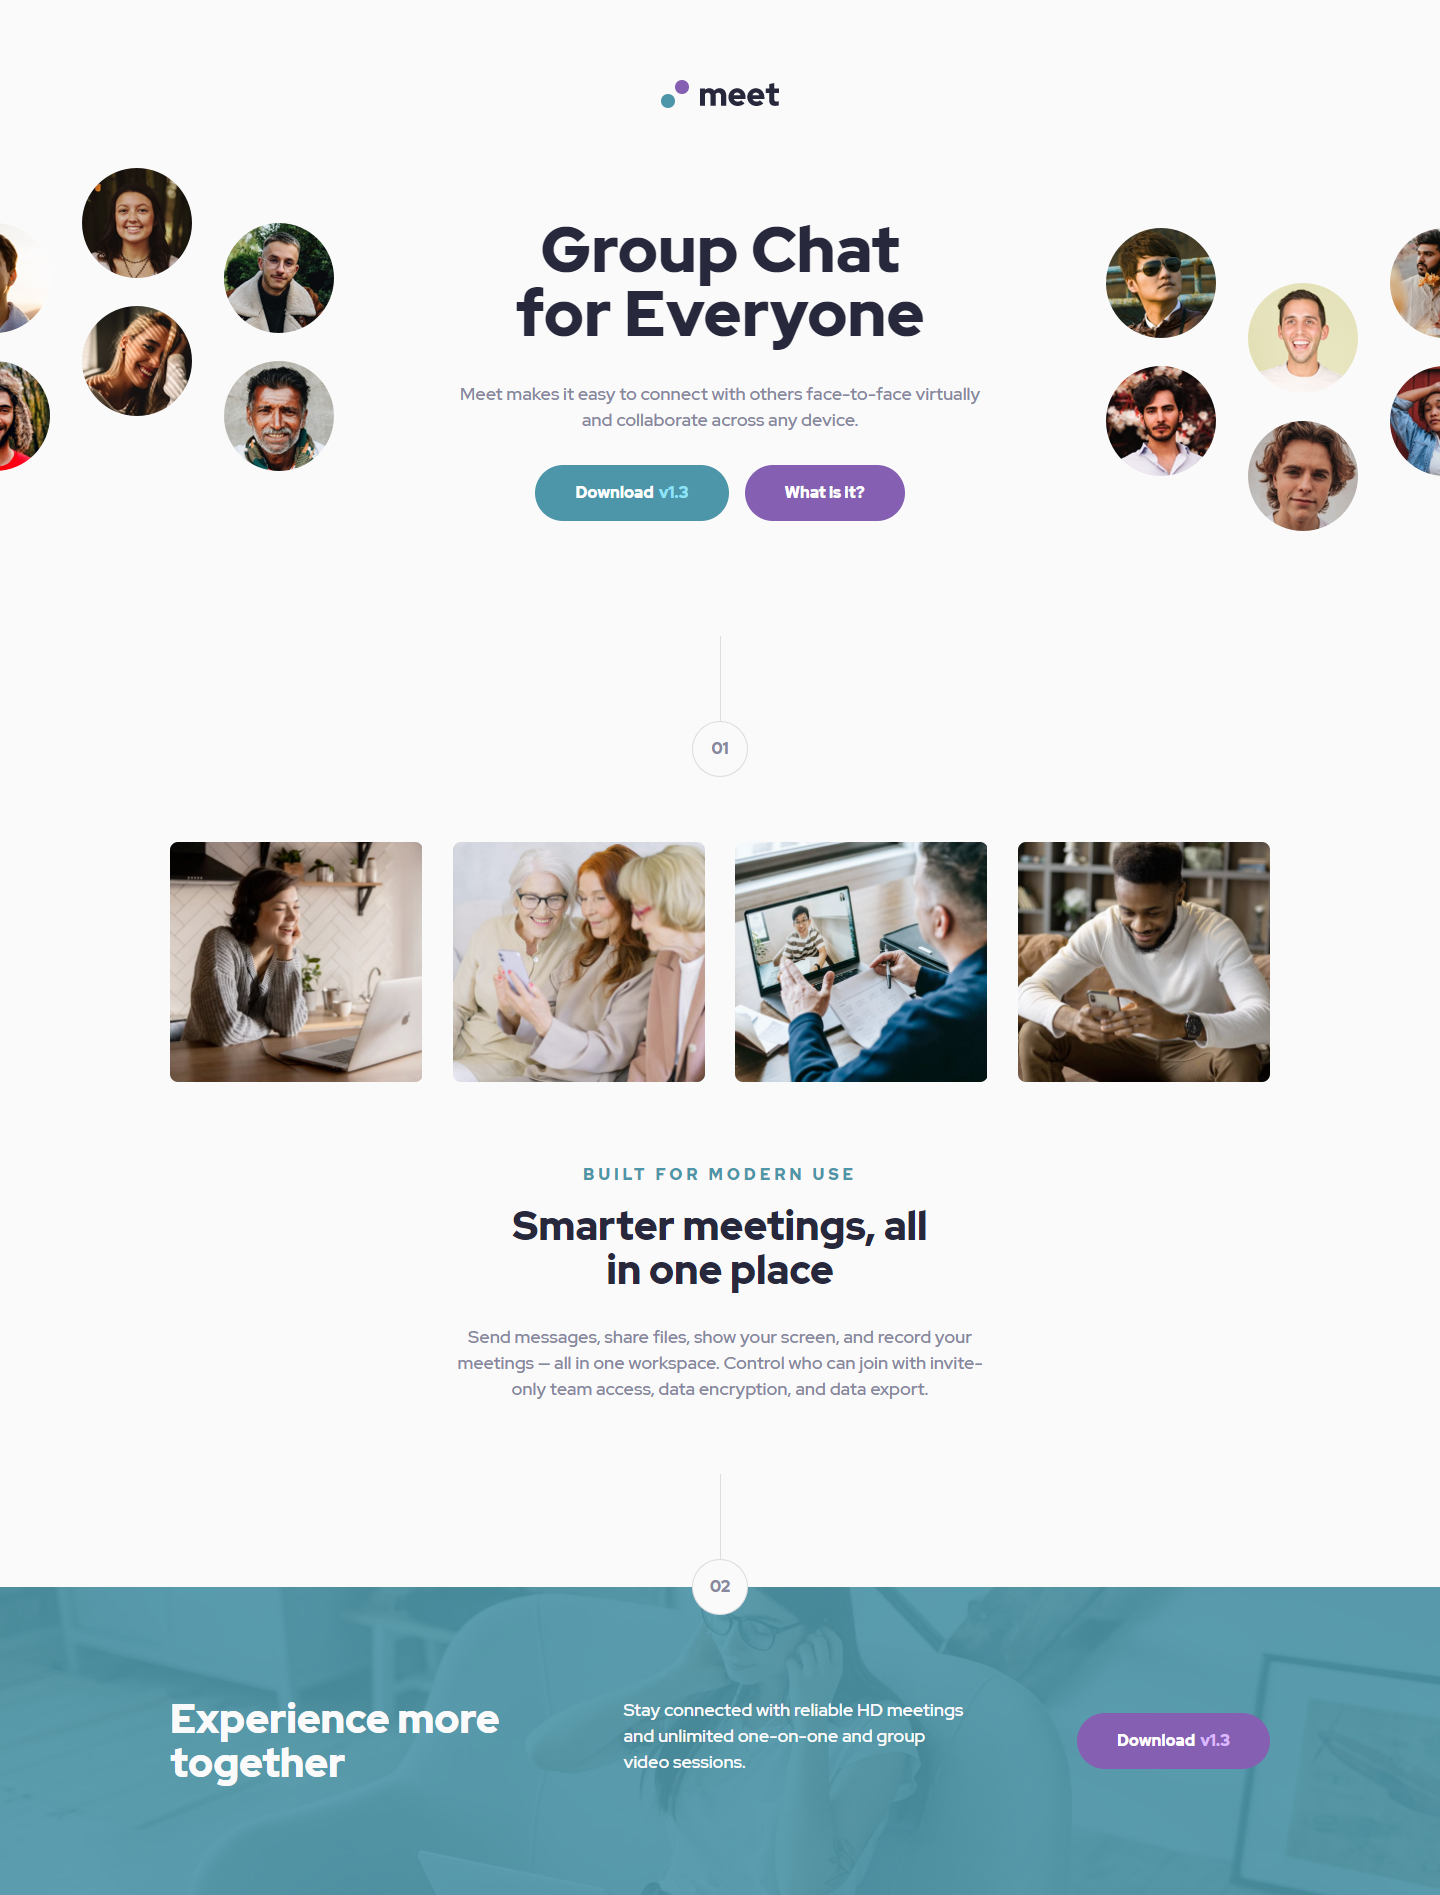 meet
Group Chat
for Everyone
Meet makes it easy to connect with others face-to-face virtually
and collaborate across any device.
Download v1.3
What is it?
01
BUILT FOR MODERN USE
Smarter meetings, all
in one place
Send messages, share files, show your screen, and record your
meetings — all in one workspace. Control who can join with invite-
only team access, data encryption, and data export.
02
Experience more
together
Stay connected with reliable HD meetings
and unlimited one-on-one and group
video sessions.
Download v1.3